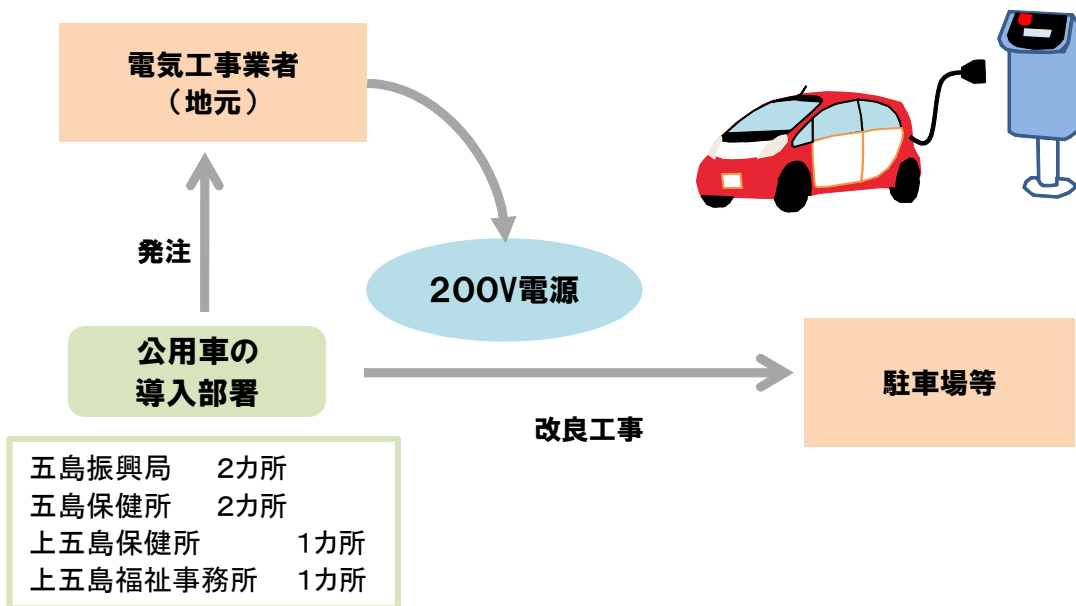 電気工事業者
（地元）
発注
200V電源
公用車の
導入部署
駐車場等
改良工事
五島振興局 2カ所
五島保健所 2カ所
上五島保健所 1カ所
上五島福祉事務所 1カ所